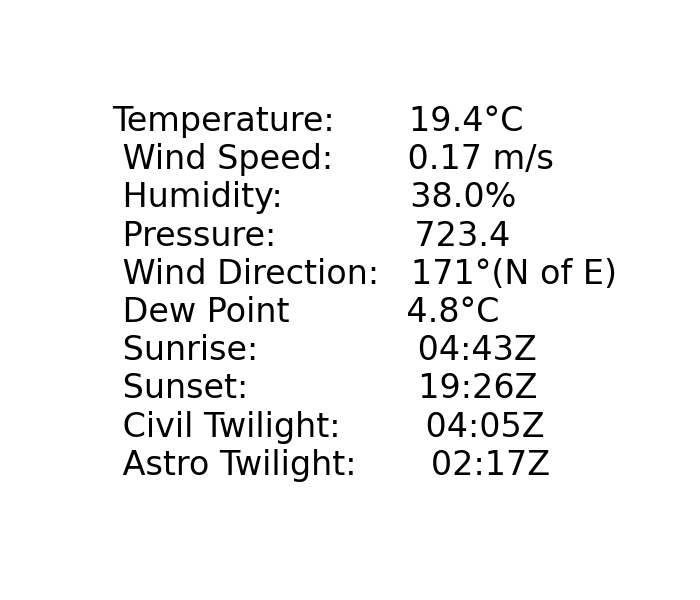 Temperature: 19.4°C
Wind Speed: 0.17 m/s
Humidity: 38.0%
Pressure: 723.4
Wind Direction: 171°(N of E)
Dew Point 4.8°C
Sunrise: 04:43Z
Sunset: 19:26Z
Civil Twilight: 04:05Z
Astro Twilight: 02:17Z